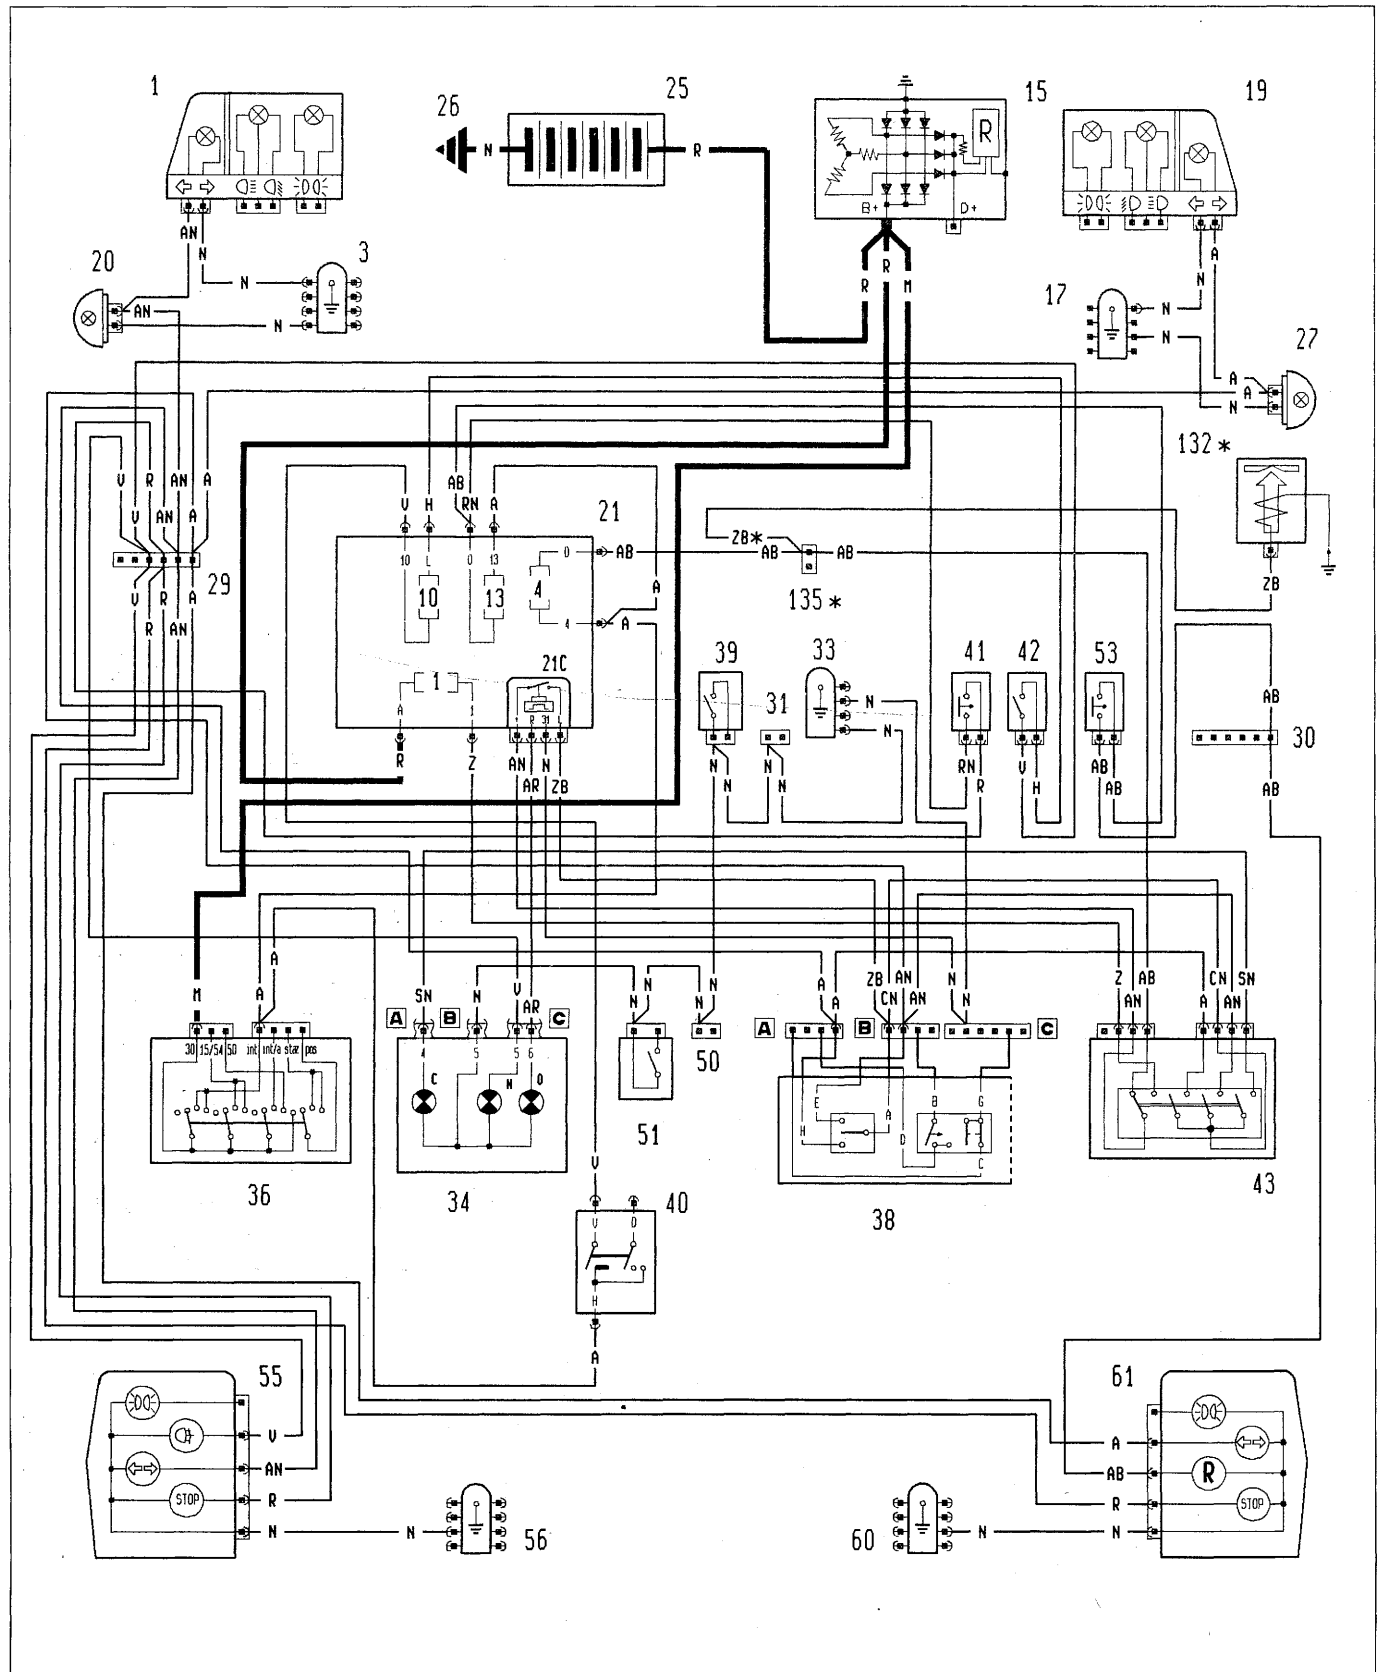 1
26
25
15
19
N
R
R
B+
D+
AN
N
20
3
N
AN
N
R
R
M
17
N
A
N
N
27
A
A
N
132*
V
V
R
AN
AN
A
A
V
H
AB
RN
A
21
10
L
0
13
0
AB
ZB*
AB
AB
10
13
4
4
A
A
135*
ZB
29
V
R
R
AN
A
21C
1
A
R
31
L
39
31
33
41
42
53
N
N
AB
30
AB
R
Z
AN
AR
N
ZB
N
N
N
N
RN
R
V
H
AB
AB
M
A
A
SN
N
V
AR
N
N
N
N
A
A
ZB
CN
AN
AN
N
N
Z
AN
AB
A
CN
AN
SN
A
B
C
A
B
C
30
15/54
50
int
int/a
staz
pos
4
5
5
6
C
N
O
50
E
H
A
D
B
G
C
51
36
34
V
40
38
43
V
D
H
A
55
61
V
AN
STOP
R
N
N
56
60
N
N
A
AB
R
R
STOP